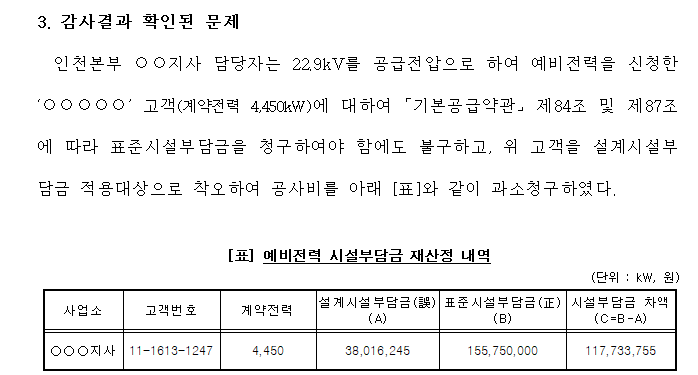 3. 감사결과 확인된 문제
인천본부 ○○지사 담당자는 22.9kV를 공급전압으로 하여 예비전력을 신청한
‘○○○○○’ 고객(계약전력 4,450kW)에 대하여 「기본공급약관」 제84조 및 제87조
에 따라 표준시설부담금을 청구하여야 함에도 불구하고, 위 고객을 설계시설부
담금 적용대상으로 착오하여 공사비를 아래 [표]와 같이 과소청구하였다.
[표] 예비전력 시설부담금 재산정 내역
(단위 : kW, 원)
사업소 고객번호 계약전력 설계시설부담금(誤) 표준시설부담금(正) 시설부담금 차액
(A) (B) (C=B-A)
○○○지사 11-1613-1247 4,450 38,016,245 155,750,000 117,733,755